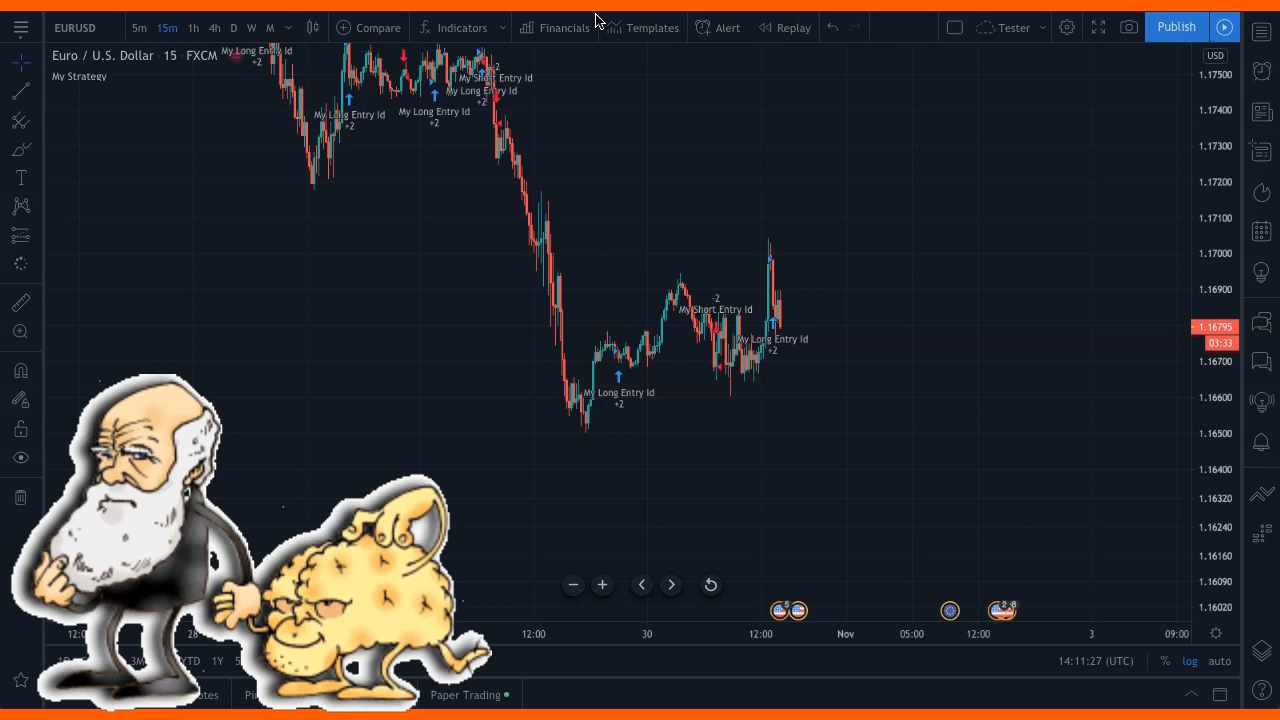 EURUSD 5m 15m 1h 4h D W M Compare Indicators Financials Templates Alert Replay Tester Publish
Euro / U.S. Dollar · 15 · FXCM
My Strategy
USD
My Long Entry Id
+2
My Long Entry Id
+2
My Long Entry Id
+2
-2
My Short Entry Id
My Long Entry Id
+2
-2
My Short Entry Id
My Long Entry Id
+2
My Long Entry Id
+2
1.17500
1.17400
1.17300
1.17200
1.17100
1.17000
1.16900
1.16795
03:33
1.16700
1.16600
1.16500
1.16400
1.16320
1.16240
1.16160
1.16090
1.16020
12:00 30 12:00 Nov 05:00 12:00 3 09:00
YTD 1Y 14:11:27 (UTC) % log auto
Paper Trading